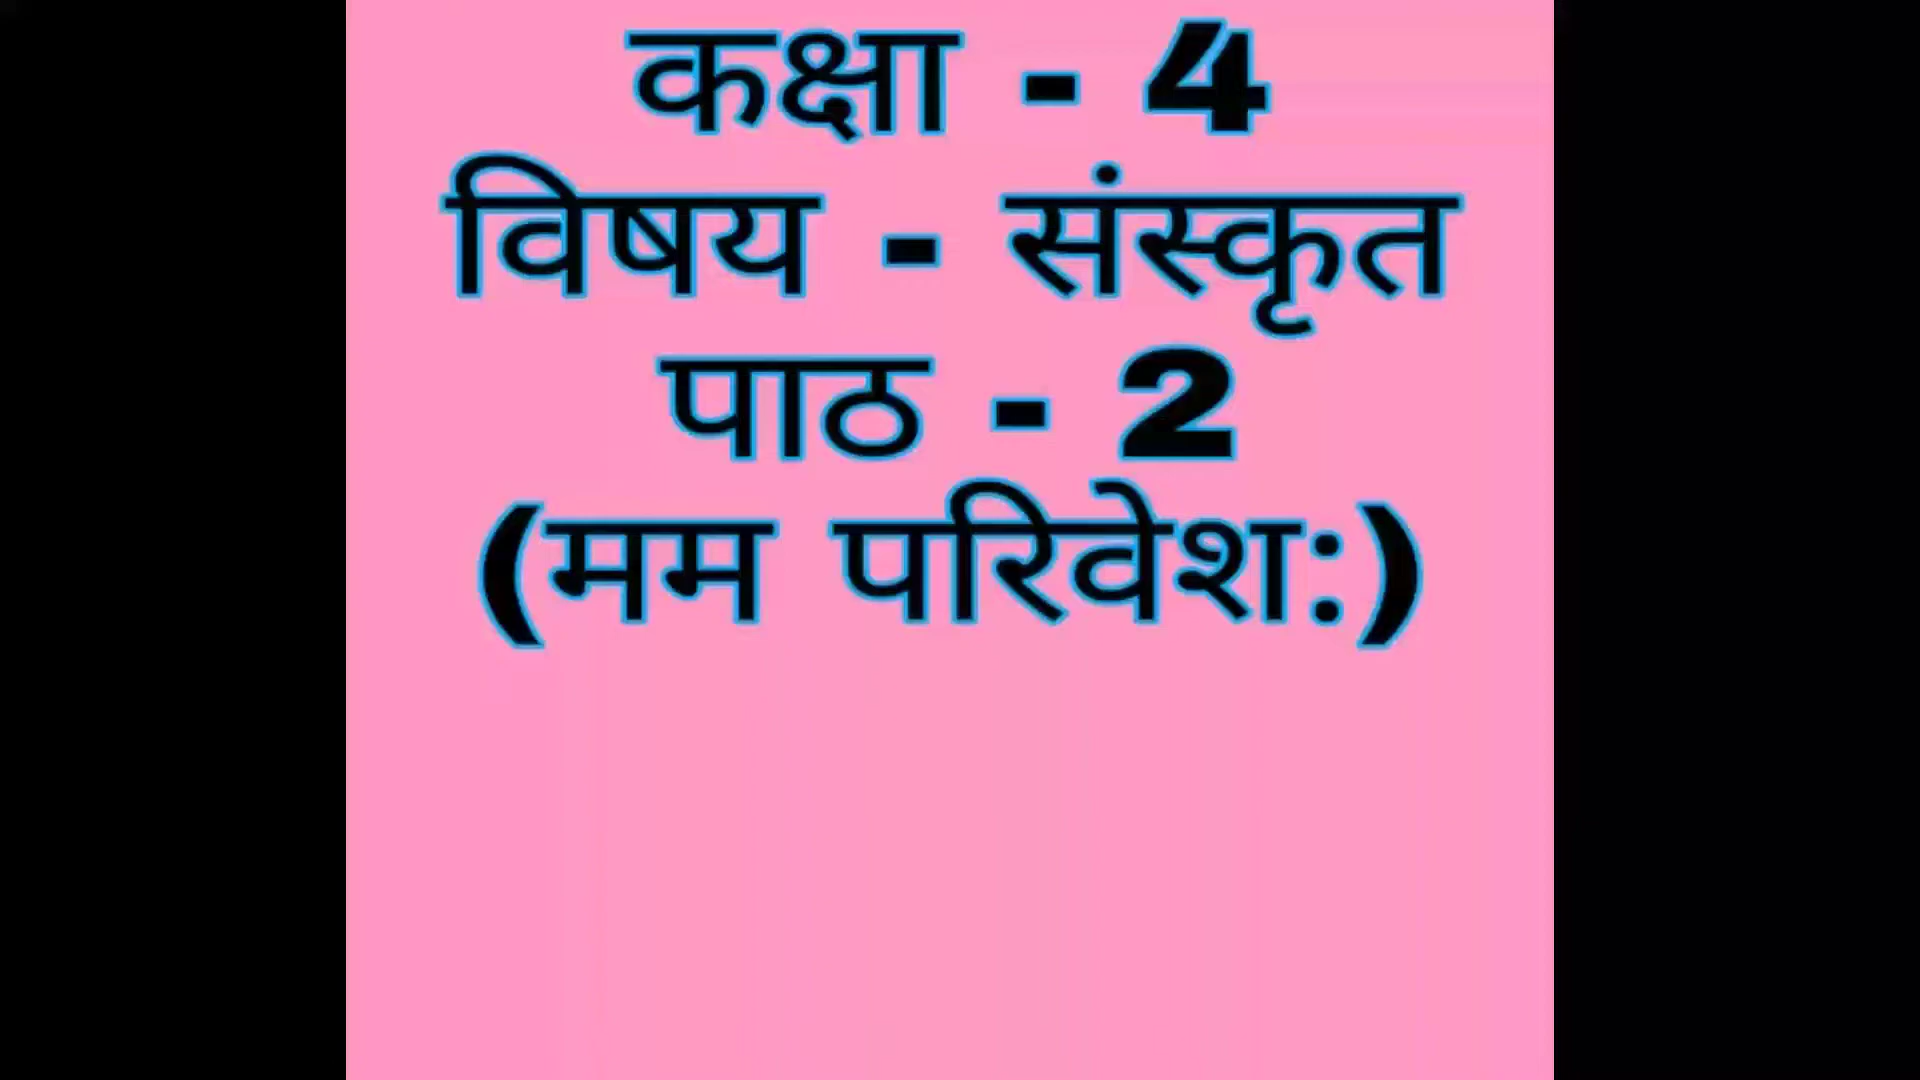 कक्षा - 4
विषय - संस्कृत
पाठ - 2
(मम परिवेश:)